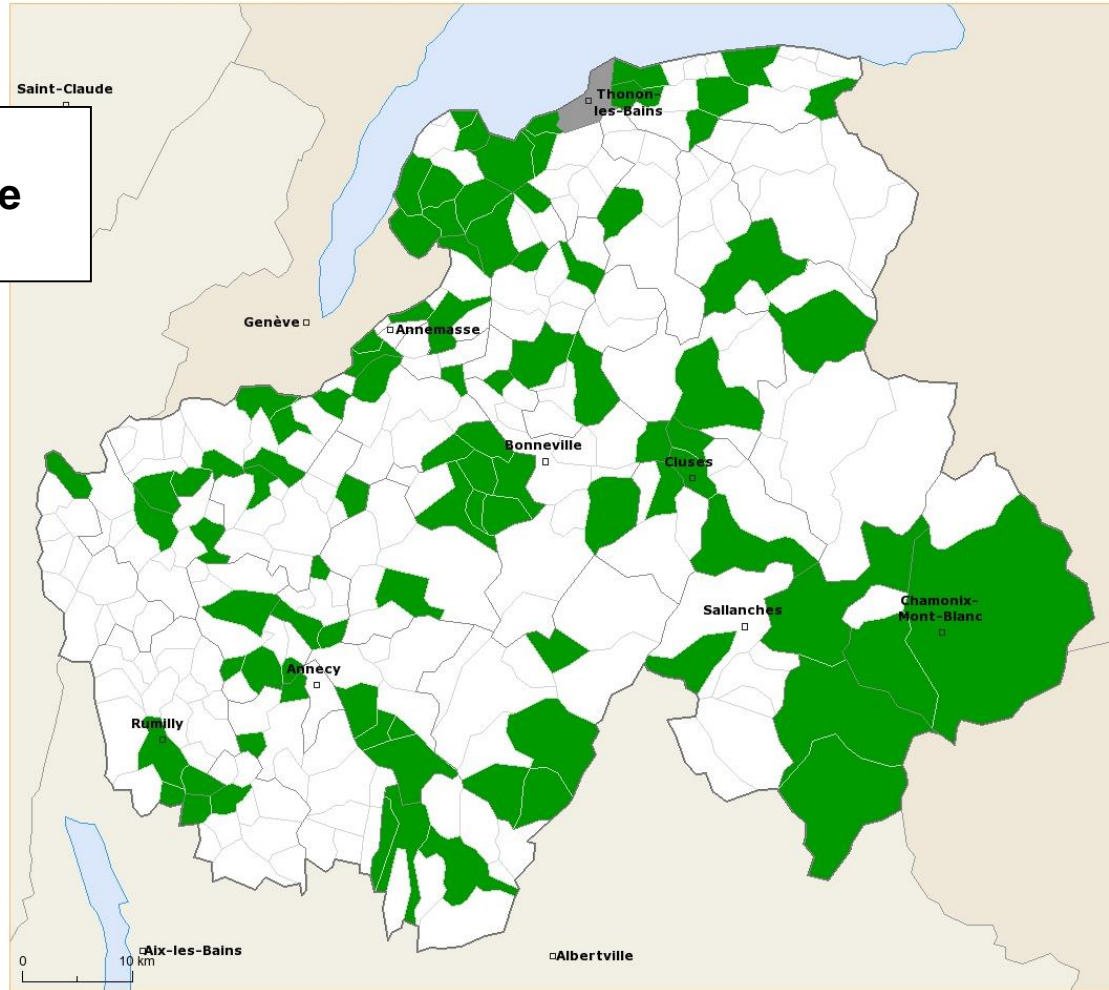 Saint-Claude
e
Thonon-
les-Bains
Genève
Annemasse
Bonneville
Cluses
Sallanches
Chamonix-
Mont-Blanc
Annecy
Rumilly
Aix-les-Bains
Albertville
0 10 km